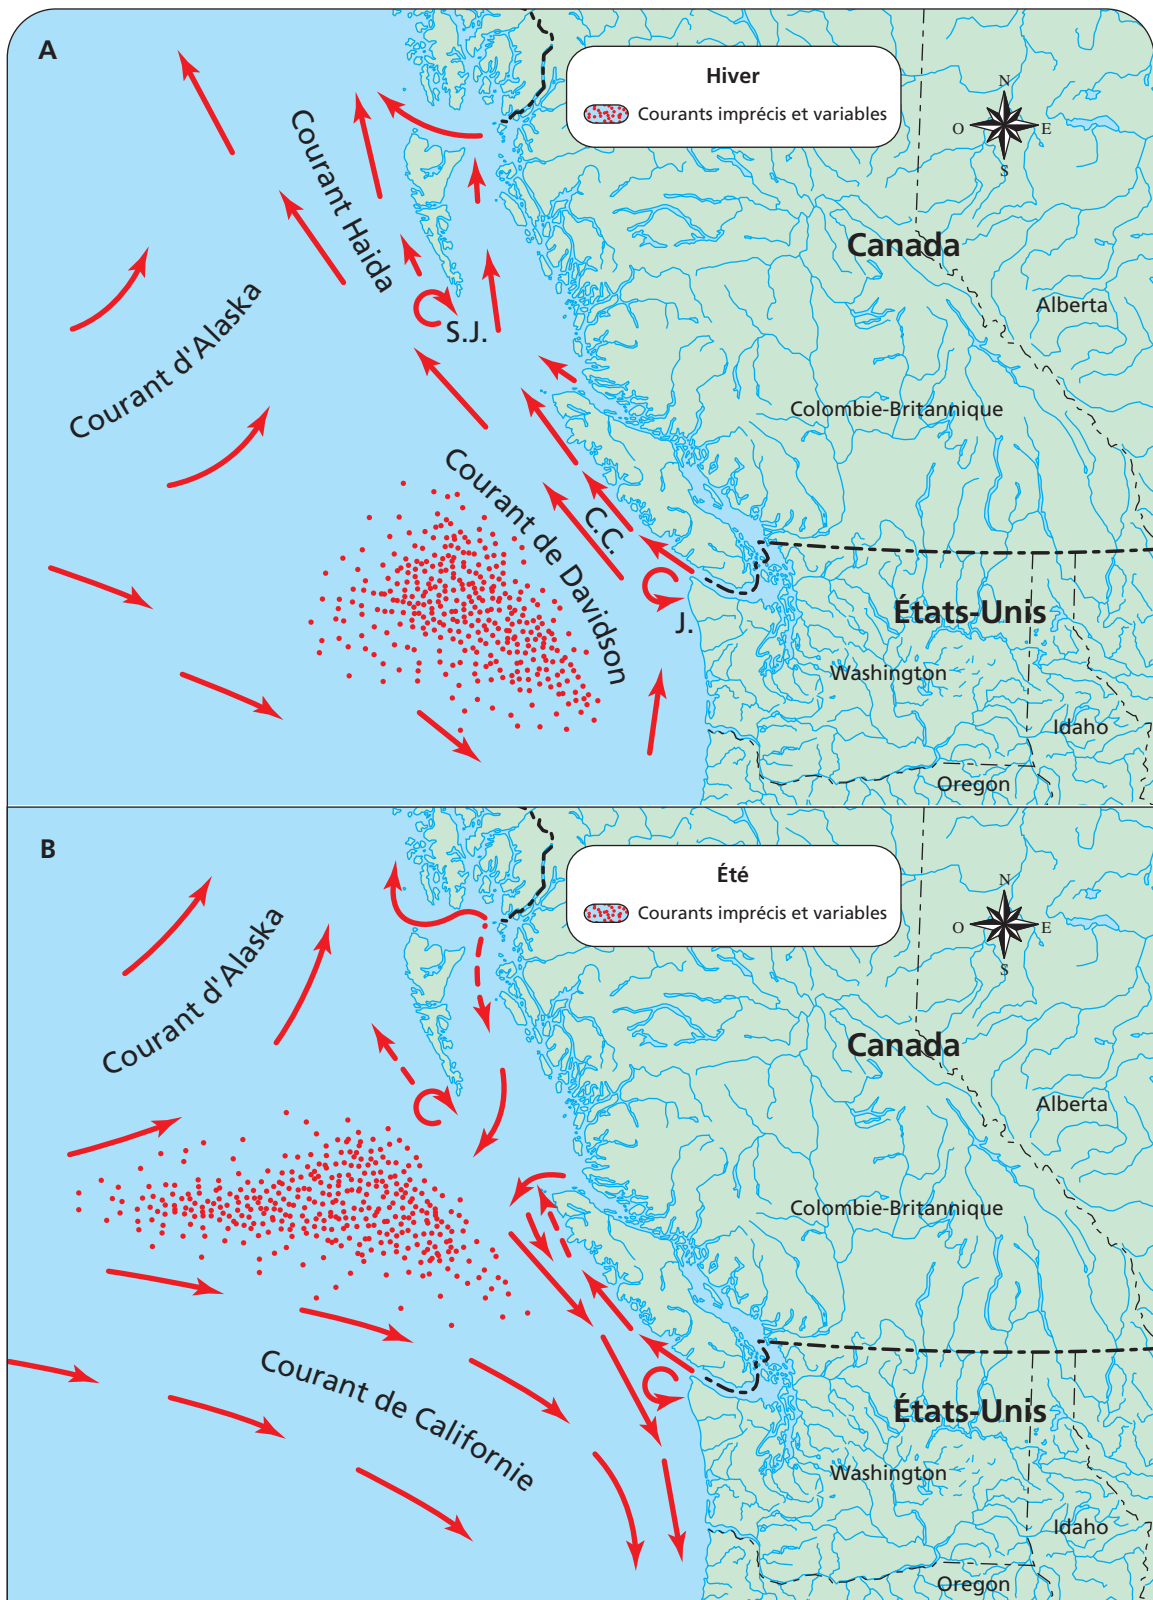 A
Hiver
Courants imprécis et variables
N
O
E
S
Courant Haida
Canada
Alberta
Courant d'Alaska
S.J.
Colombie-Britannique
Courant de Davidson
C.C.
J.
États-Unis
Washington
Idaho
Oregon
B
Été
Courants imprécis et variables
N
O
E
S
Courant d'Alaska
Canada
Alberta
Colombie-Britannique
Courant de Californie
États-Unis
Washington
Idaho
Oregon